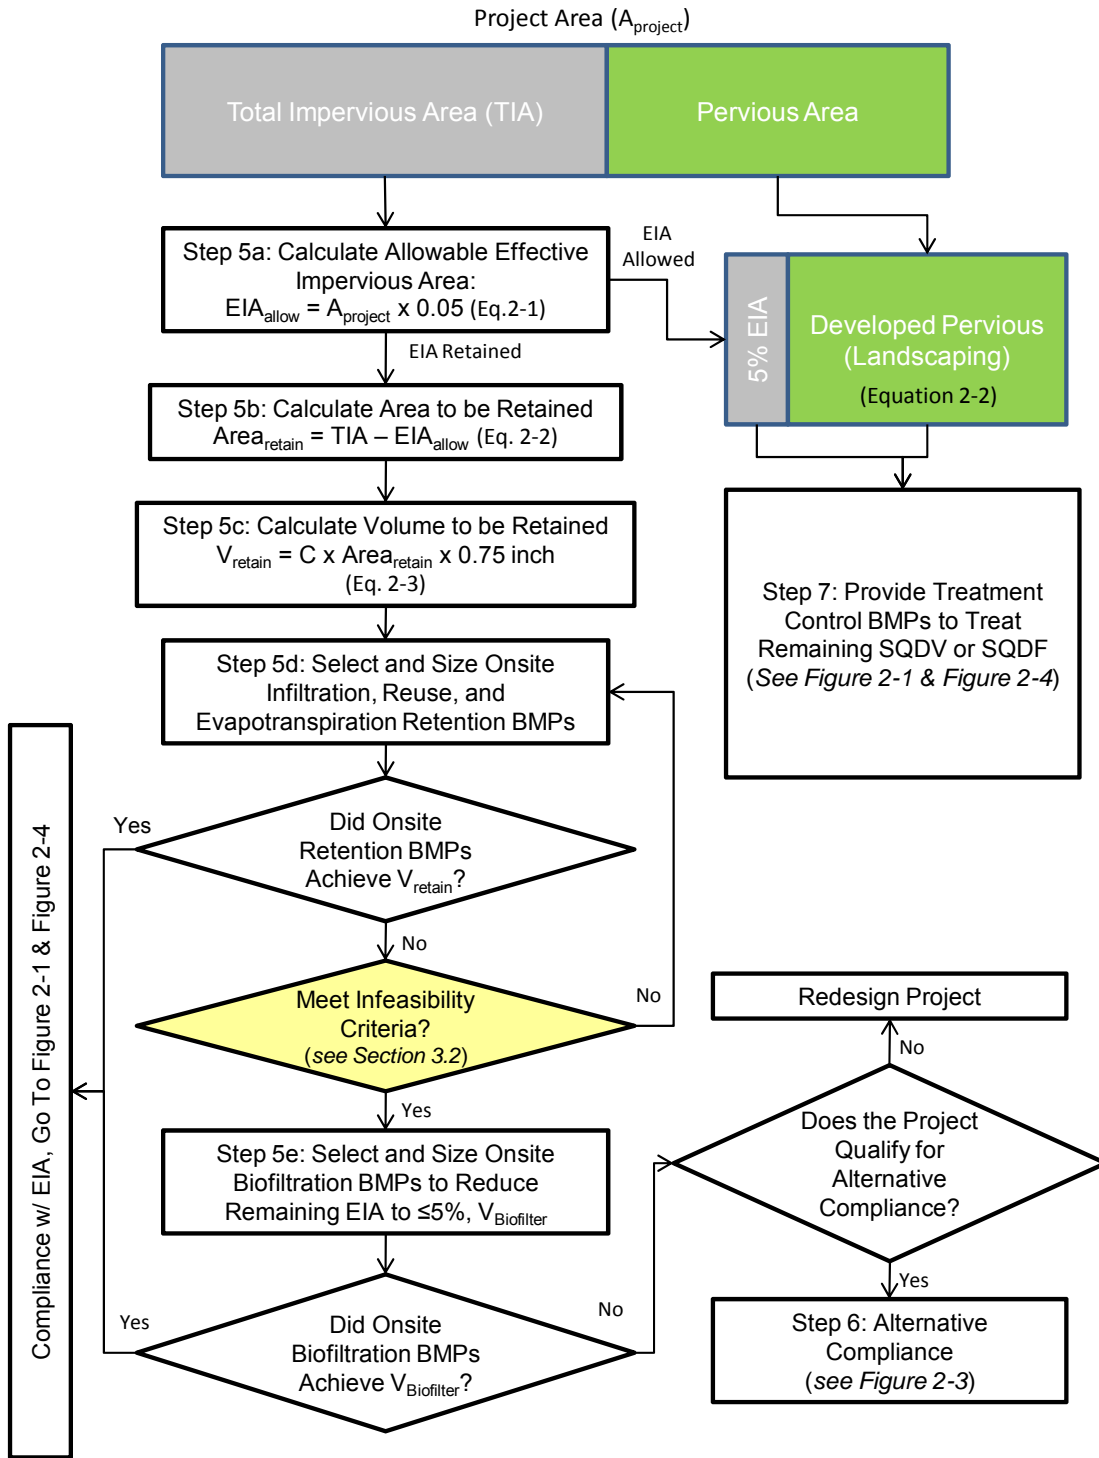 Project Area (Aproject)
Total Impervious Area (TIA)
Pervious Area
Step 5a: Calculate Allowable Effective
Impervious Area:
EIAallow = Aproject x 0.05 (Eq.2-1)
EIA
Allowed
5% EIA
Developed Pervious
(Landscaping)
(Equation 2-2)
EIA Retained
Step 5b: Calculate Area to be Retained
Arearetain = TIA – EIAallow (Eq. 2-2)
Step 5c: Calculate Volume to be Retained
Vretain = C x Arearetain x 0.75 inch
(Eq. 2-3)
Step 7: Provide Treatment
Control BMPs to Treat
Remaining SQDV or SQDF
(See Figure 2-1 & Figure 2-4)
Step 5d: Select and Size Onsite
Infiltration, Reuse, and
Evapotranspiration Retention BMPs
Yes
Did Onsite
Retention BMPs
Achieve Vretain?
No
Meet Infeasibility
Criteria?
(see Section 3.2)
No
Yes
Step 5e: Select and Size Onsite
Biofiltration BMPs to Reduce
Remaining EIA to ≤5%, VBiofilter
Yes
Did Onsite
Biofiltration BMPs
Achieve VBiofilter?
No
Compliance w/ EIA, Go To Figure 2-1 & Figure 2-4
Redesign Project
No
Does the Project
Qualify for
Alternative
Compliance?
Yes
Step 6: Alternative
Compliance
(see Figure 2-3)